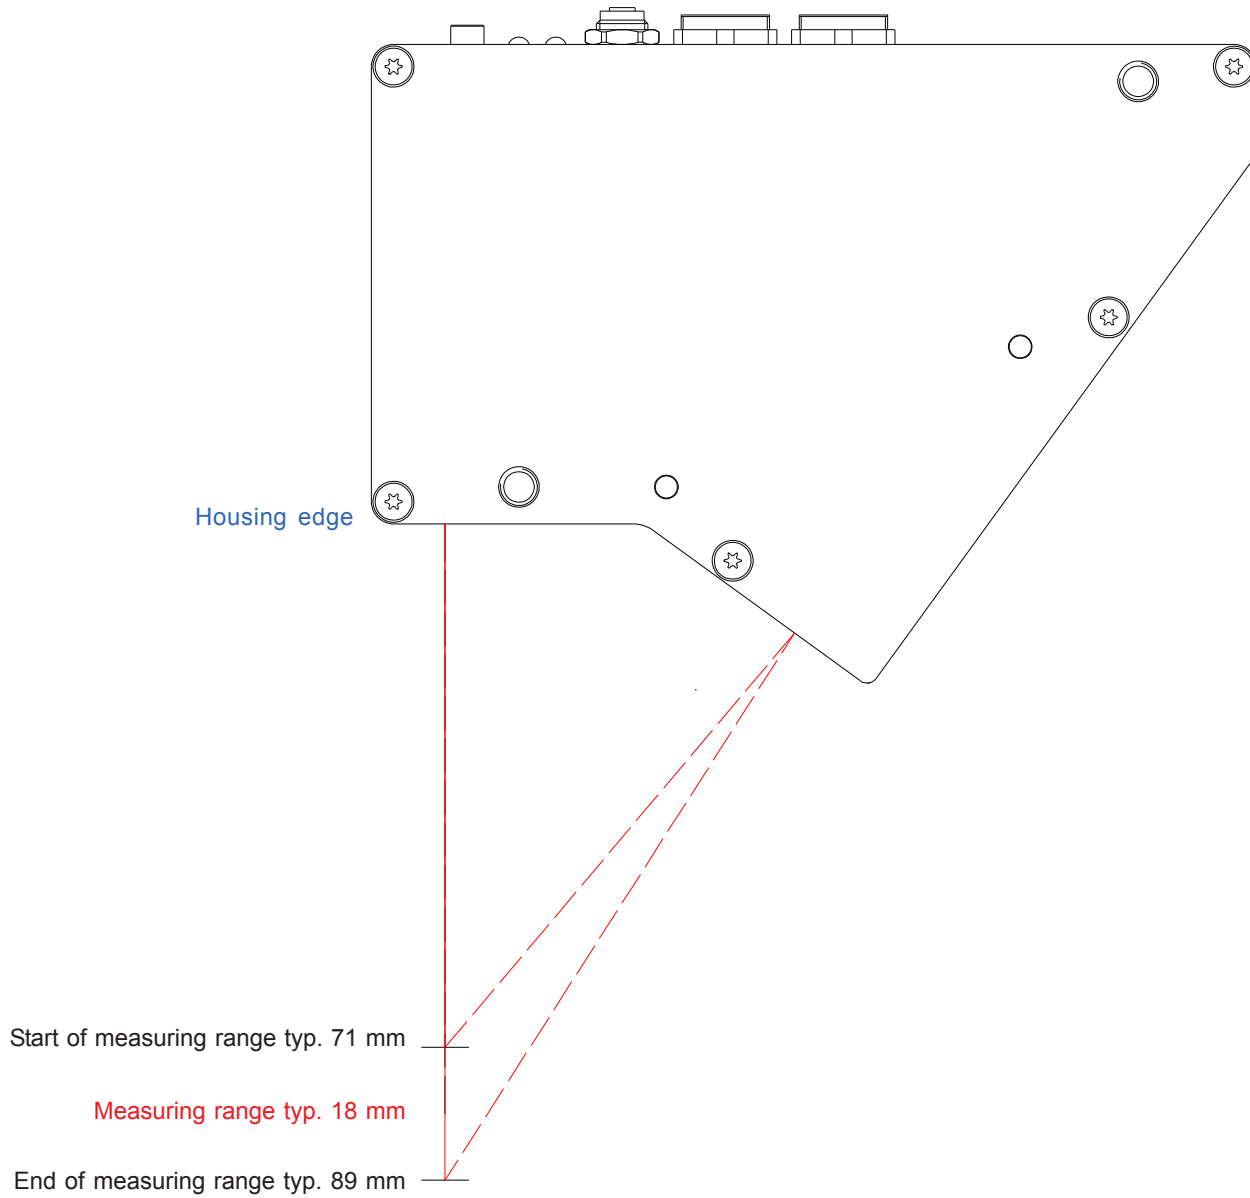 Housing edge
Start of measuring range typ. 71 mm
Measuring range typ. 18 mm
End of measuring range typ. 89 mm